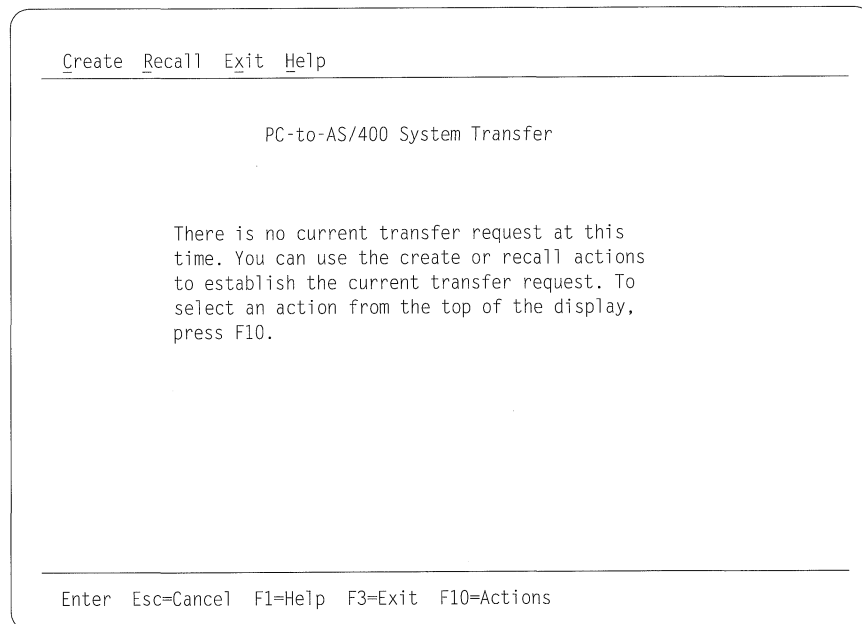 Create Recall Exit Help
PC-to-AS/400 System Transfer
There is no current transfer request at this
time. You can use the create or recall actions
to establish the current transfer request. To
select an action from the top of the display,
press F10.
Enter Esc=Cancel F1=Help F3=Exit F10=Actions